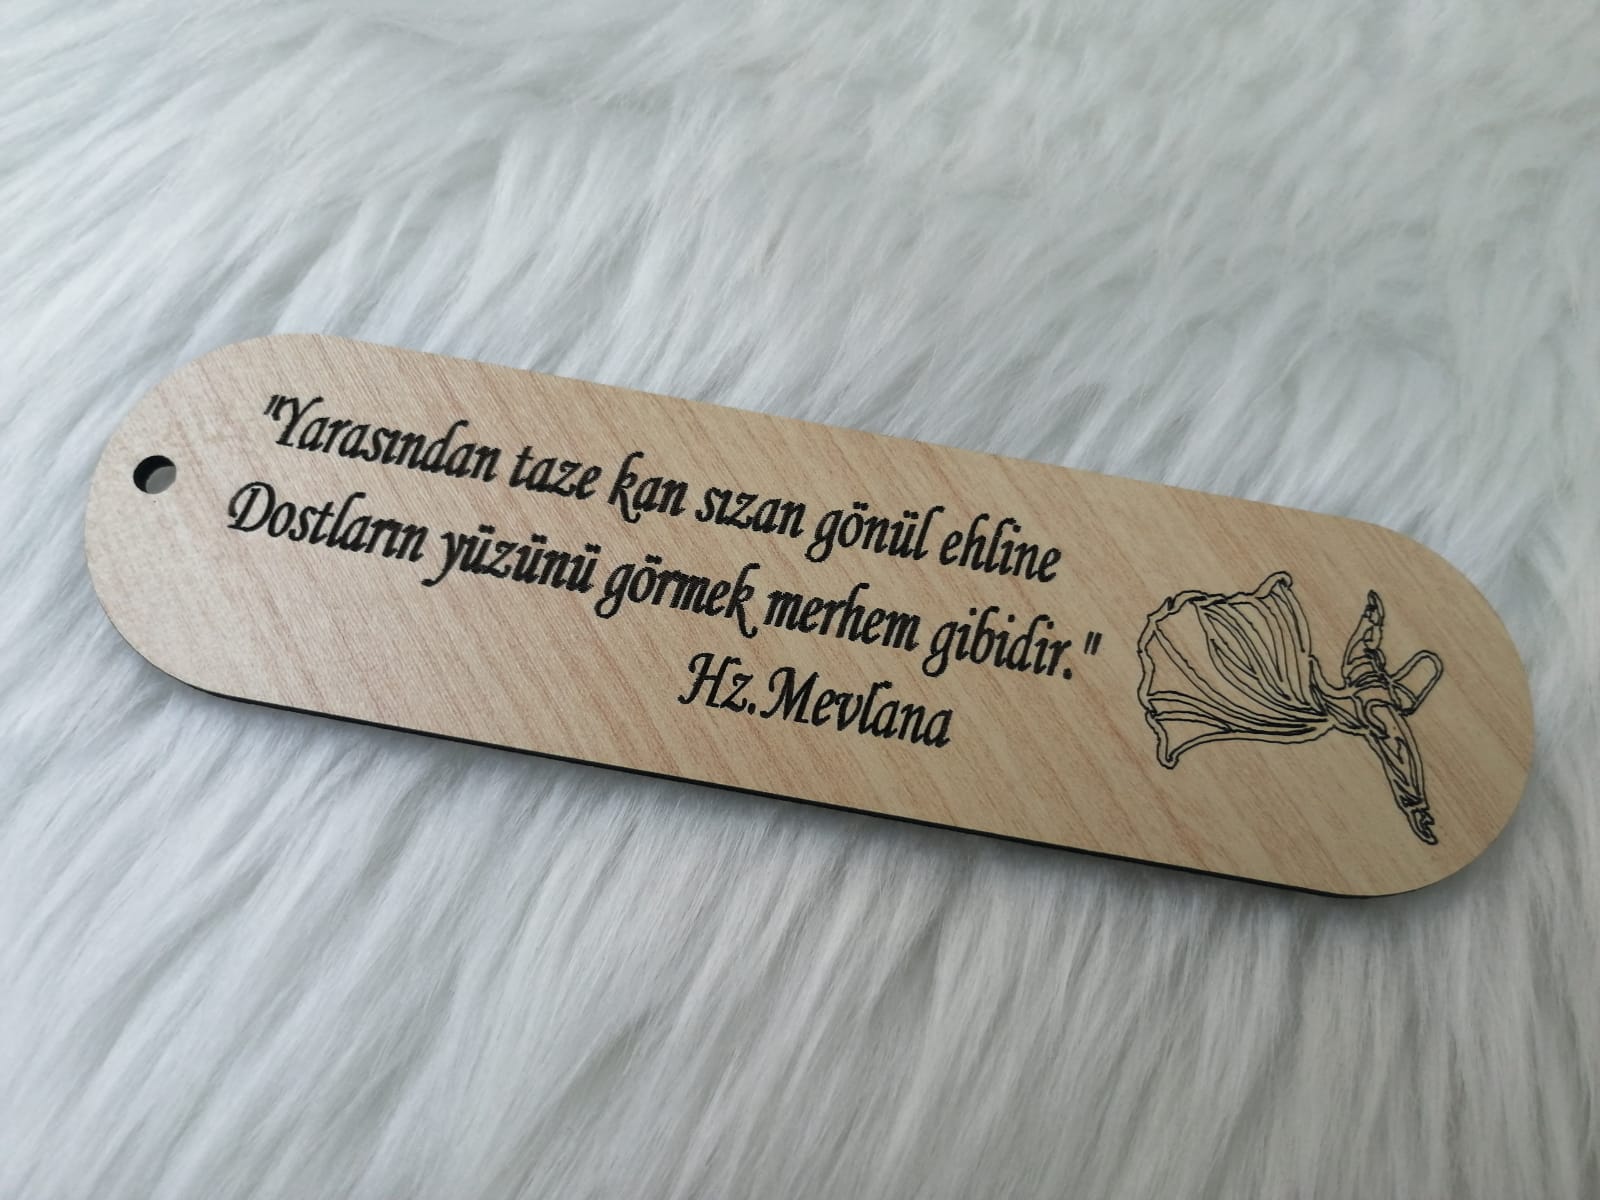 "Yarasından taze kan sızan gönül ehline
Dostların yüzünü görmek merhem gibidir."
Hz.Mevlana